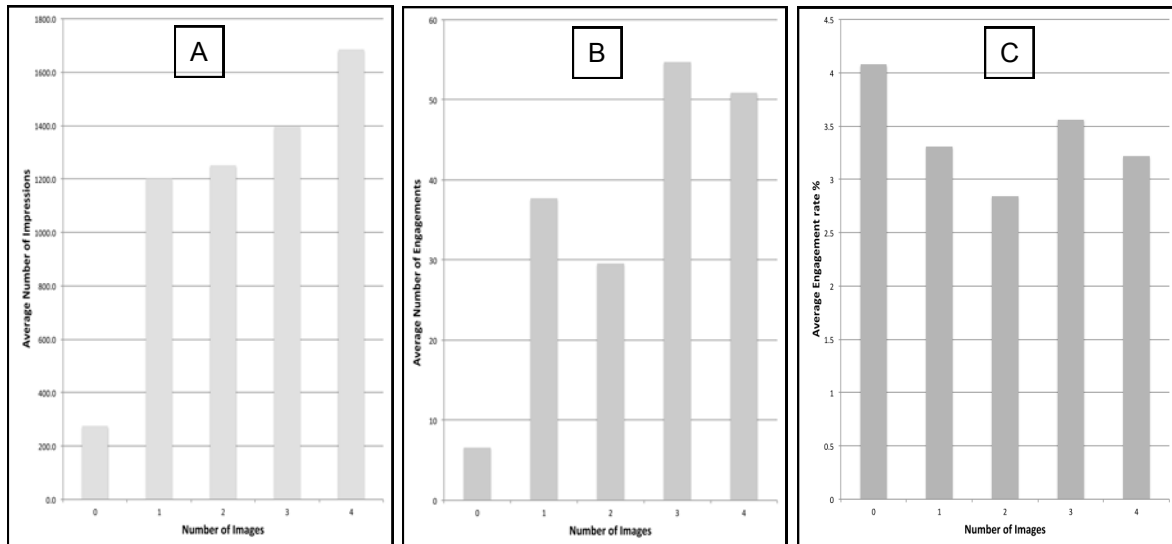 A
Average Number of Impressions
1800.0
1600.0
1400.0
1200.0
1000.0
800.0
600.0
400.0
200.0
0.0
0 1 2 3 4
Number of Images
B
Average Number of Engagements
60
50
40
30
20
10
0
0 1 2 3 4
Number of Images
C
Average Engagement rate %
4.5
4
3.5
3
2.5
2
1.5
1
0.5
0
0 1 2 3 4
Number of Images